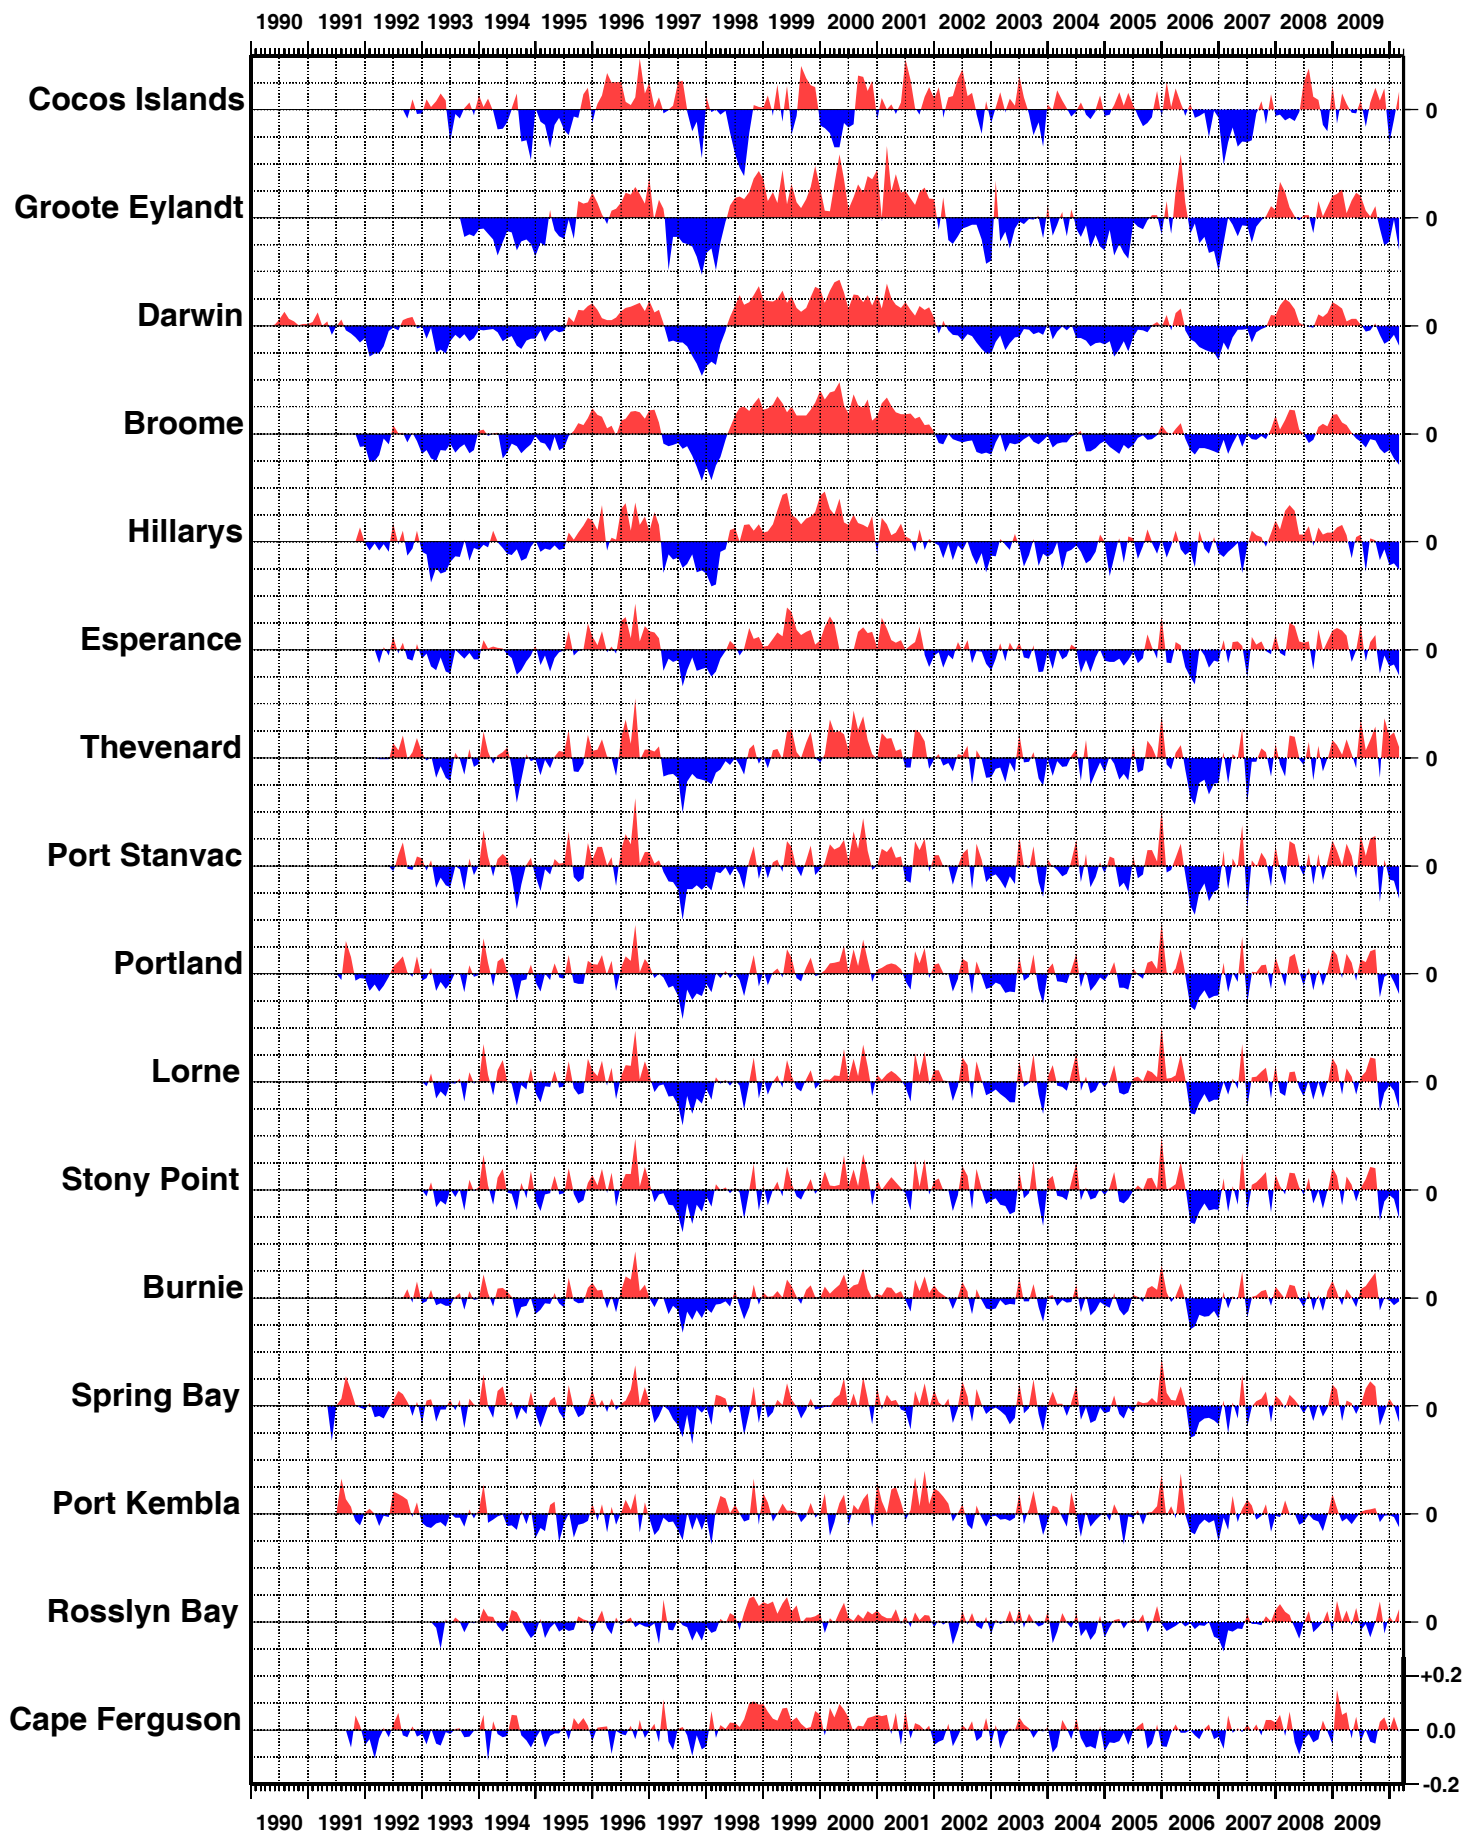 1990 1991 1992 1993 1994 1995 1996 1997 1998 1999 2000 2001 2002 2003 2004 2005 2006 2007 2008 2009
Cocos Islands 0
Groote Eylandt 0
Darwin 0
Broome 0
Hillarys 0
Esperance 0
Thevenard 0
Port Stanvac 0
Portland 0
Lorne 0
Stony Point 0
Burnie 0
Spring Bay 0
Port Kembla 0
Rosslyn Bay 0
+0.2
Cape Ferguson 0.0
-0.2
1990 1991 1992 1993 1994 1995 1996 1997 1998 1999 2000 2001 2002 2003 2004 2005 2006 2007 2008 2009